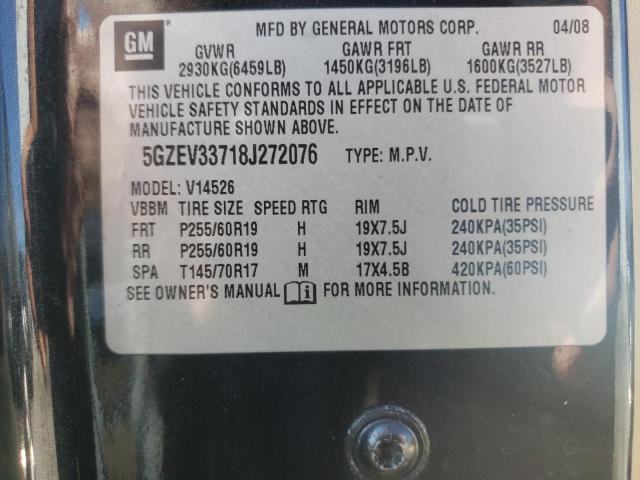 GM
MFD BY GENERAL MOTORS CORP. 04/08
GVWR GAWR FRT GAWR RR
2930KG(6459LB) 1450KG(3196LB) 1600KG(3527LB)
THIS VEHICLE CONFORMS TO ALL APPLICABLE U.S. FEDERAL MOTOR
VEHICLE SAFETY STANDARDS IN EFFECT ON THE DATE OF
MANUFACTURE SHOWN ABOVE.
5GZEV33718J272076 TYPE: M.P.V.
MODEL: V14526
VBBM TIRE SIZE SPEED RTG RIM COLD TIRE PRESSURE
FRT P255/60R19 H 19X7.5J 240KPA(35PSI)
RR P255/60R19 H 19X7.5J 240KPA(35PSI)
SPA T145/70R17 M 17X4.5B 420KPA(60PSI)
SEE OWNER'S MANUAL i FOR MORE INFORMATION.